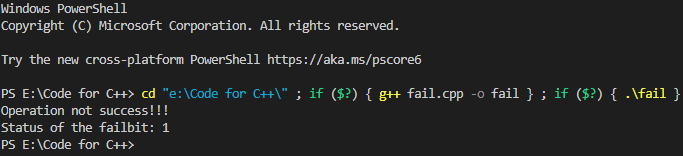 Windows PowerShell
Copyright (C) Microsoft Corporation. All rights reserved.
Try the new cross-platform PowerShell https://aka.ms/pscore6
PS E:\Code for C++> cd "e:\Code for C++\" ; if ($?) { g++ fail.cpp -o fail } ; if ($?) { .\fail }
Operation not success!!!
Status of the failbit: 1
PS E:\Code for C++>